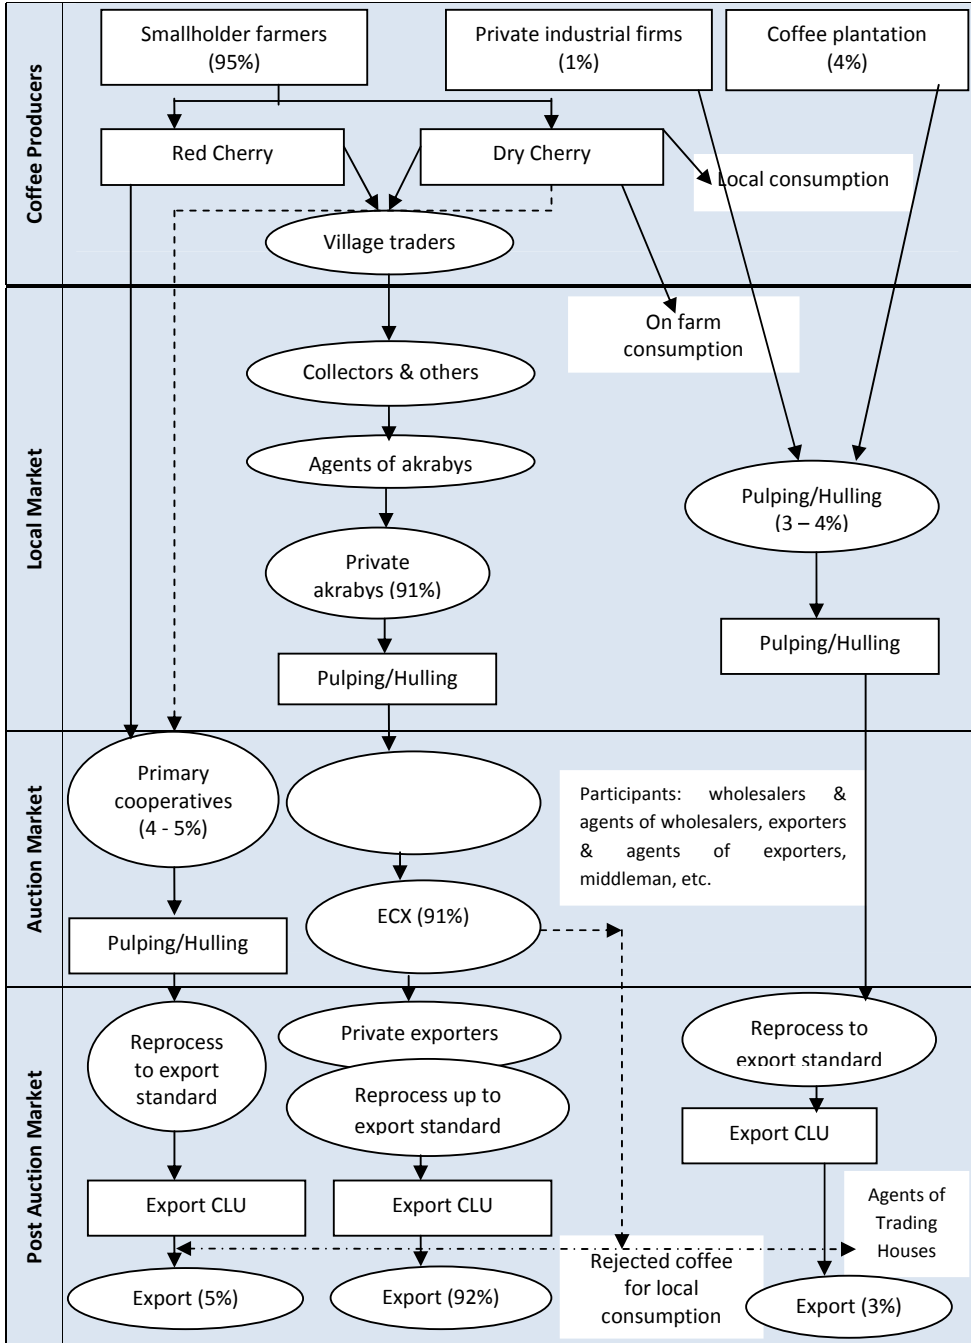 Coffee Producers
Smallholder farmers
(95%)
Private industrial firms
(1%)
Coffee plantation
(4%)
Red Cherry
Dry Cherry
Local consumption
Village traders
Local Market
On farm
consumption
Collectors & others
Agents of akrabys
Pulping/Hulling
(3 – 4%)
Private
akrabys (91%)
Pulping/Hulling
Pulping/Hulling
Auction Market
Primary
cooperatives
(4 - 5%)
Participants: wholesalers &
agents of wholesalers, exporters
& agents of exporters,
middleman, etc.
ECX (91%)
Pulping/Hulling
Post Auction Market
Reprocess
to export
standard
Private exporters
Reprocess up to
export standard
Reprocess to
export standard
Export CLU
Export CLU
Export CLU
Agents of
Trading
Houses
Rejected coffee
for local
consumption
Export (5%)
Export (92%)
Export (3%)